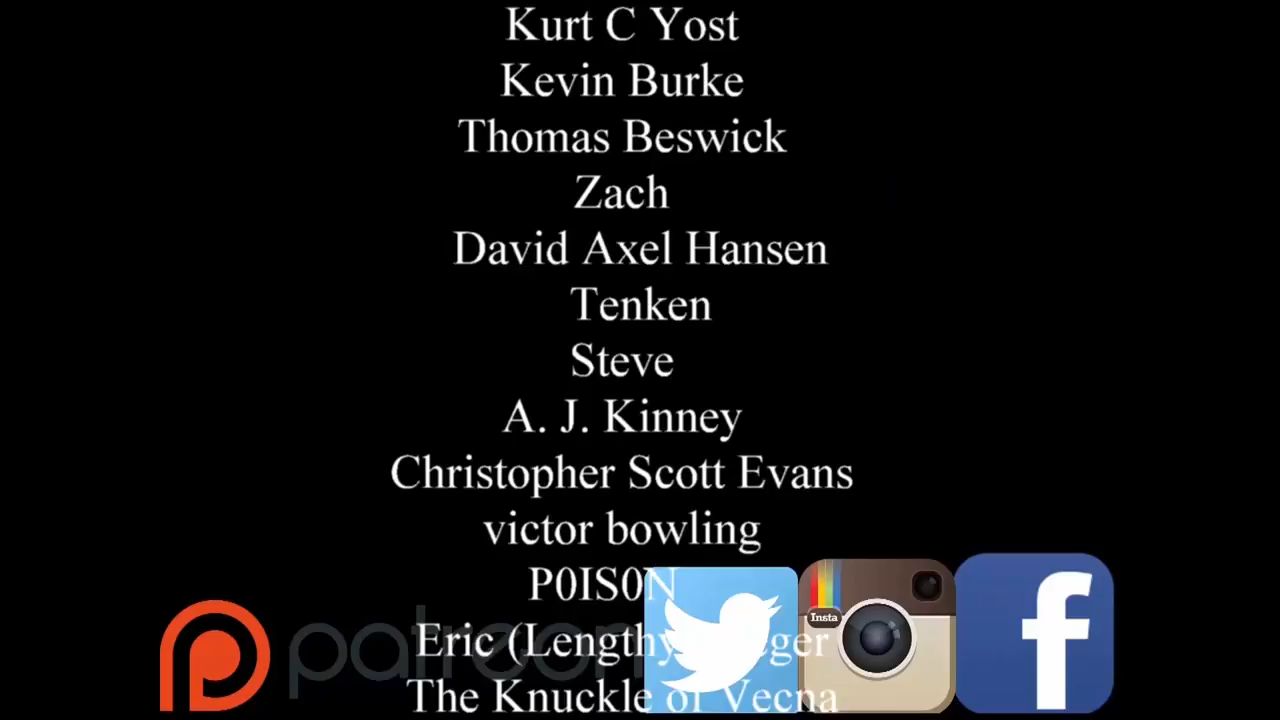 Kurt C Yost
Kevin Burke
Thomas Beswick
Zach
David Axel Hansen
Tenken
Steve
A. J. Kinney
Christopher Scott Evans
victor bowling
P0IS0N
Insta
patreon
Eric (Lengthy
The Knuckle of Vecna